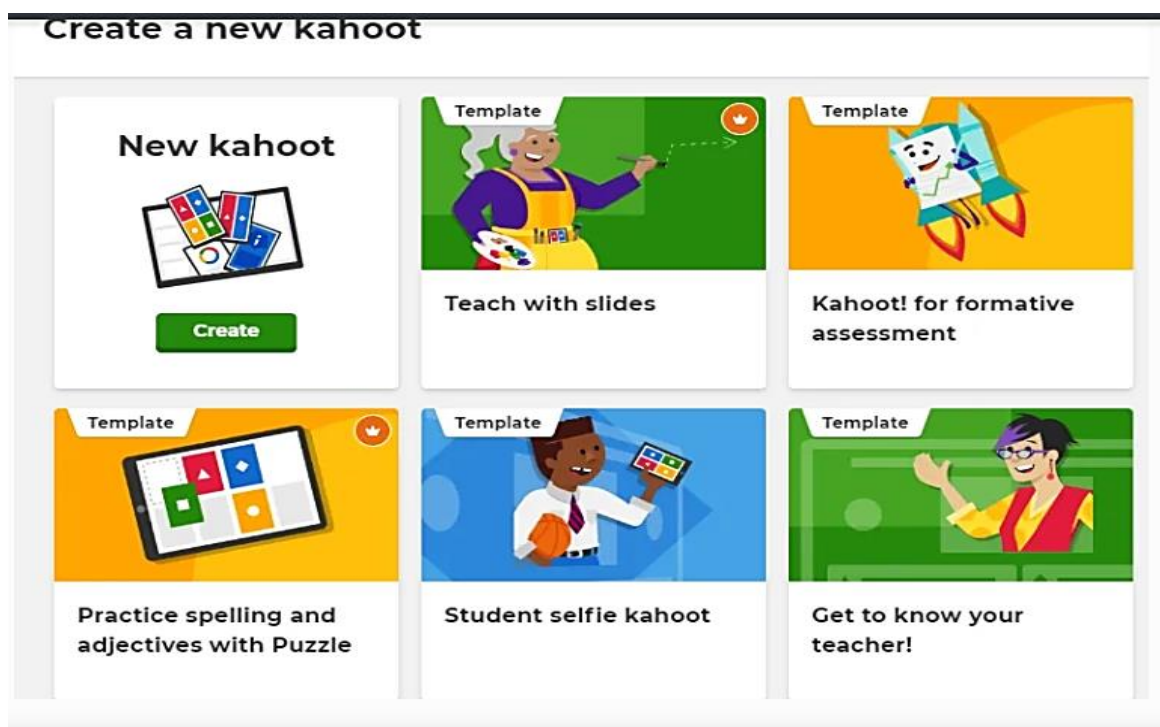 Create a new kahoot
New kahoot
Create
Template
Teach with slides
Template
Kahoot! for formative
assessment
Template
Practice spelling and
adjectives with Puzzle
Template
Student selfie kahoot
Template
Get to know your
teacher!